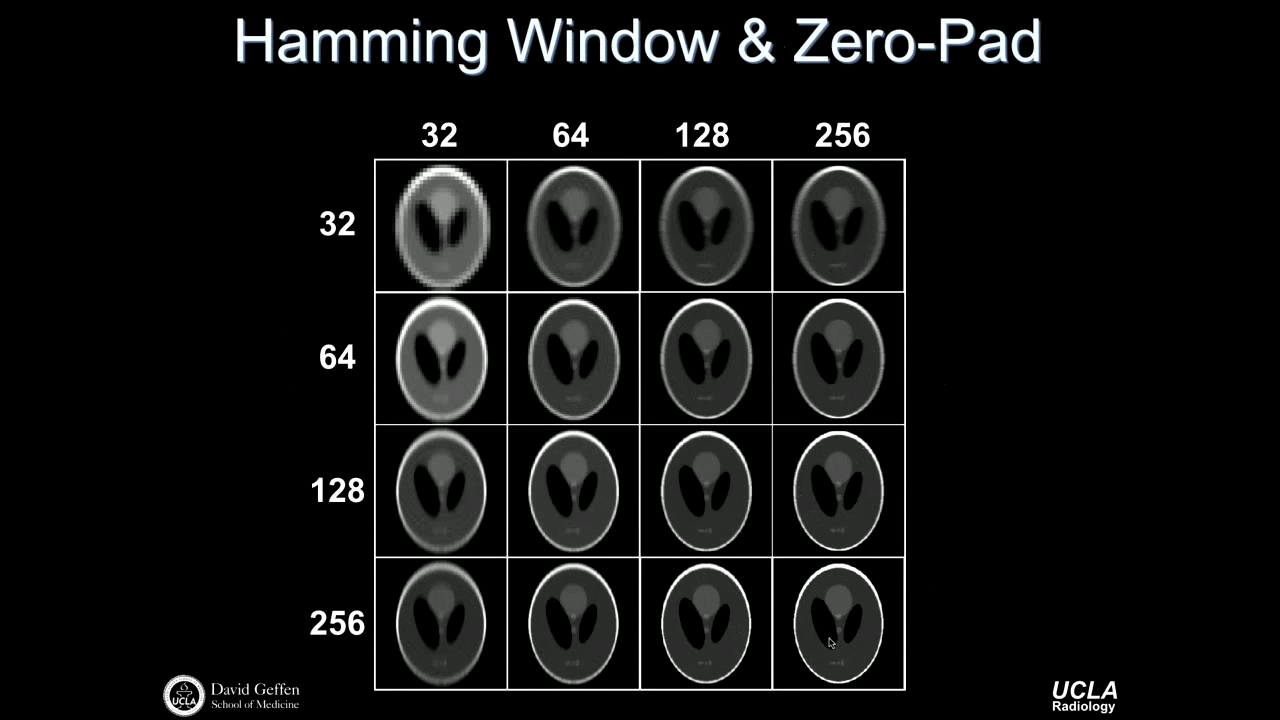 Hamming Window & Zero-Pad
32 64 128 256
32
64
128
256
UCLA
David Geffen
School of Medicine
UCLA
Radiology